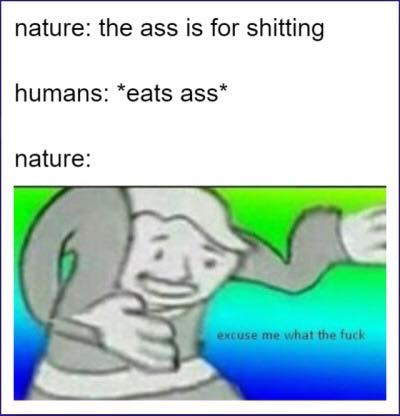 nature: the ass is for shitting
humans: *eats ass*
nature:
excuse me what the fuck